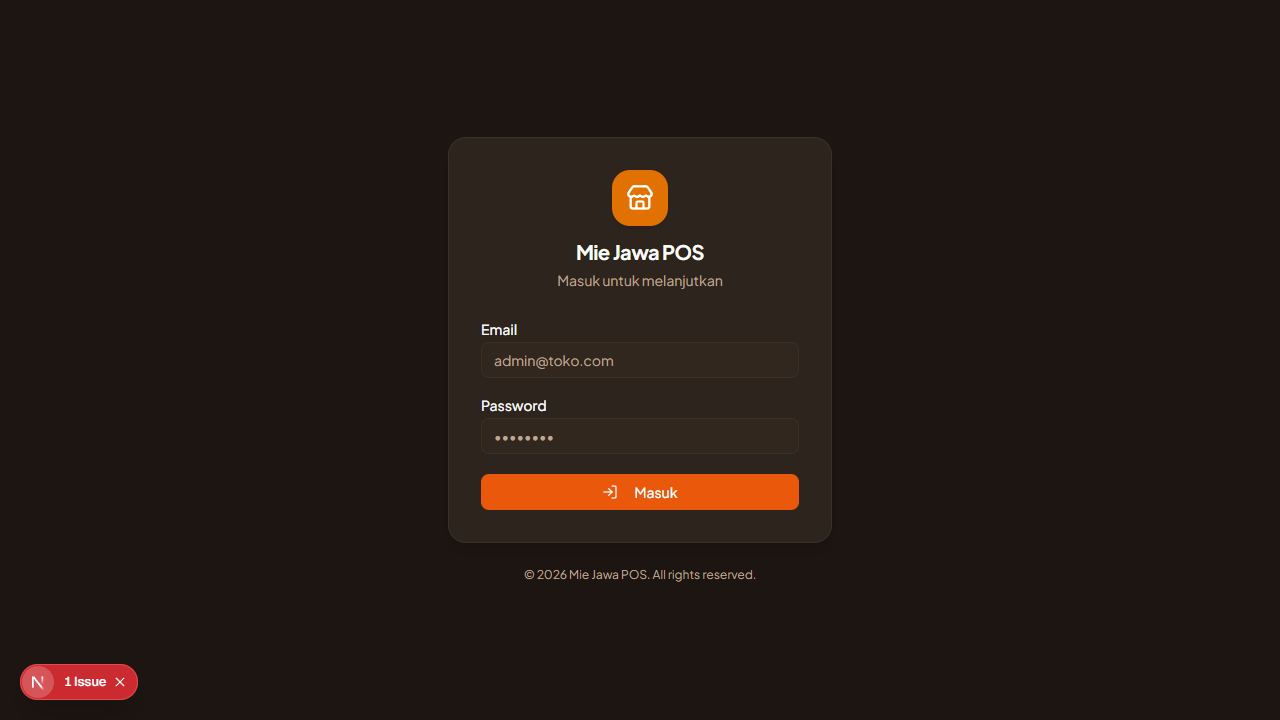 Mie Jawa POS
Masuk untuk melanjutkan
Email
admin@toko.com
Password
••••••••
Masuk
© 2026 Mie Jawa POS. All rights reserved.
N 1 Issue